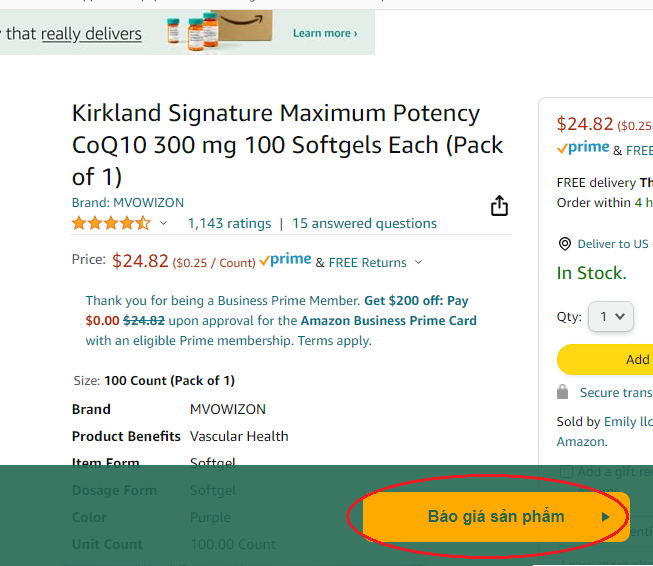 that really delivers
Learn more ›
Kirkland Signature Maximum Potency
CoQ10 300 mg 100 Softgels Each (Pack
of 1)
Brand: MVOWIZON
1,143 ratings | 15 answered questions
Price: $24.82 ($0.25 / Count) prime & FREE Returns
Thank you for being a Business Prime Member. Get $200 off: Pay
$0.00 $24.82 upon approval for the Amazon Business Prime Card
with an eligible Prime membership. Terms apply.
Size: 100 Count (Pack of 1)
Brand MVOWIZON
Product Benefits Vascular Health
Item Form Softgel
Dosage Form Softgel
Color Purple
Unit Count 100.00 Count
$24.82 ($0.25
prime & FREE
FREE delivery Th
Order within 4 h
Deliver to US
In Stock.
Qty: 1
Add
Secure trans
Sold by Emily llc
Amazon.
Add a gift re
Báo giá sản phẩm